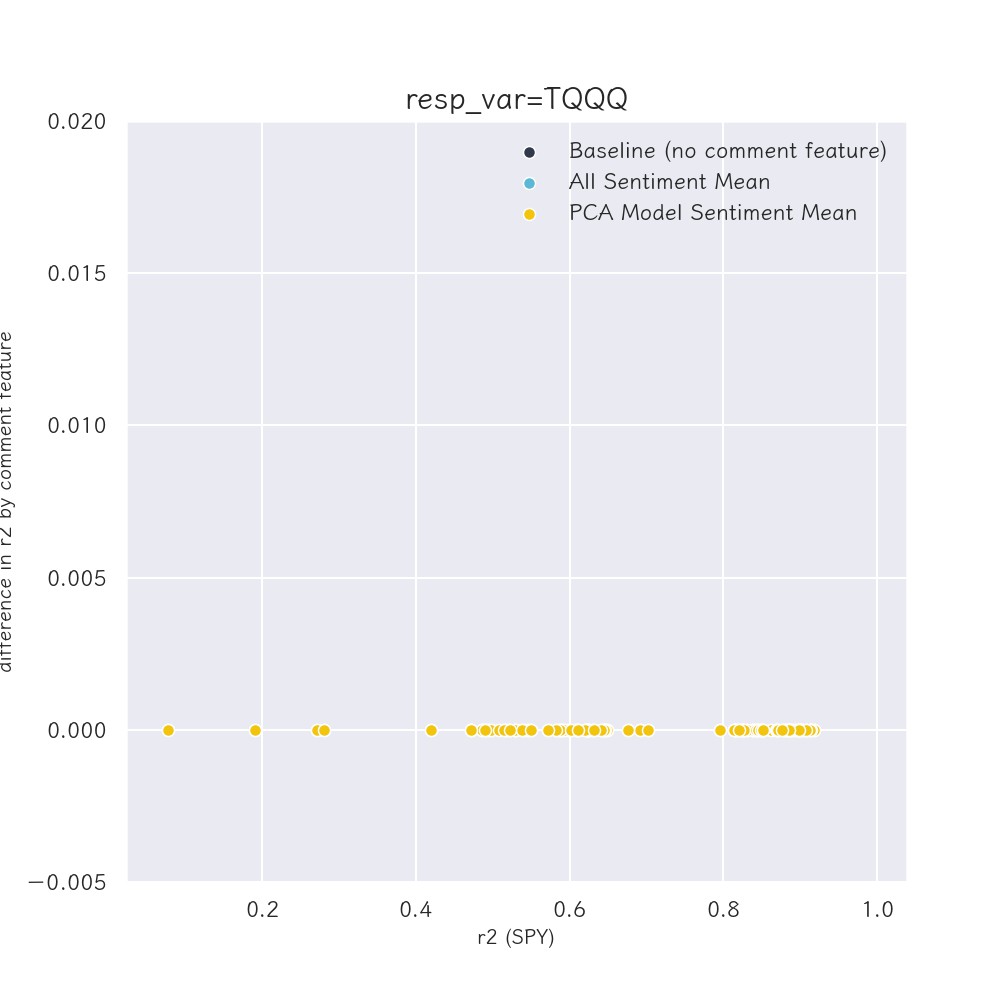 resp_var=TQQQ
Baseline (no comment feature)
All Sentiment Mean
PCA Model Sentiment Mean
0.020
0.015
0.010
0.005
0.000
−0.005
difference in r2 by comment feature
0.2
0.4
0.6
0.8
1.0
r2 (SPY)